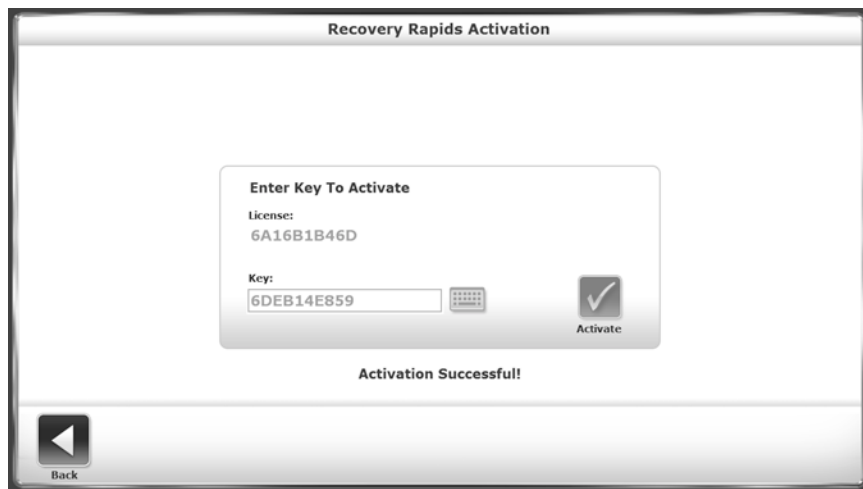 Recovery Rapids Activation
Enter Key To Activate
License:
6A16B1B46D
Key:
6DEB14E859
Activate
Activation Successful!
Back